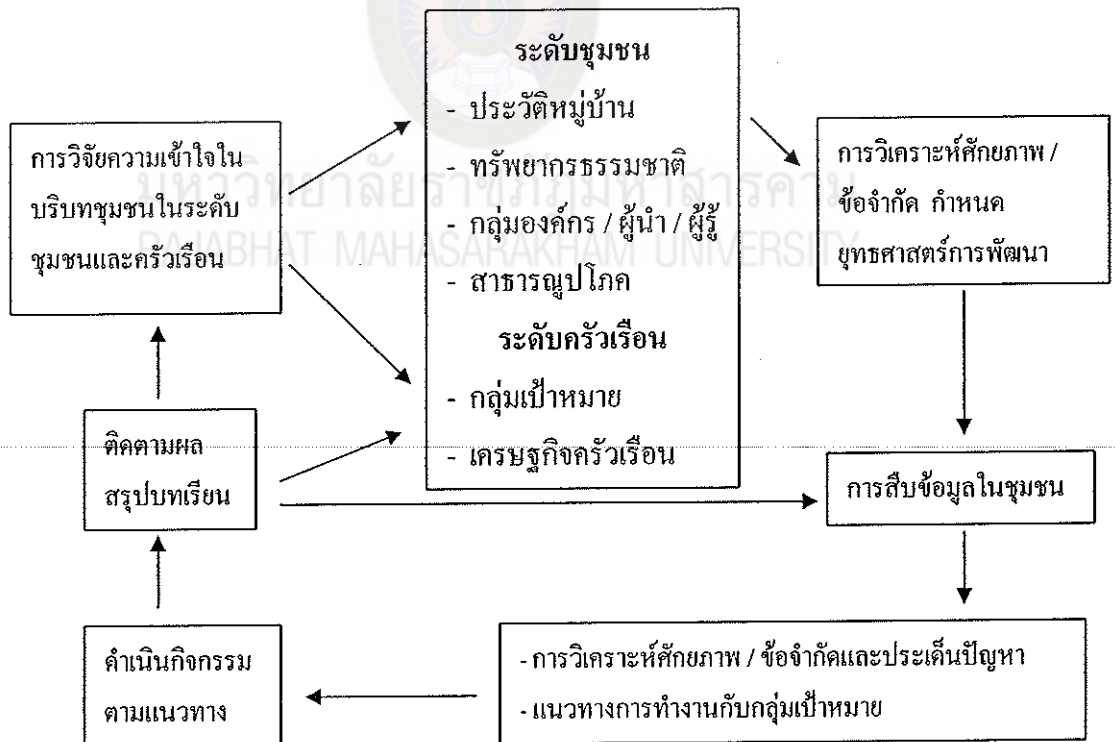 ระดับชุมชน
- ประวัติหมู่บ้าน
- ทรัพยากรธรรมชาติ
- กลุ่มองค์กร / ผู้นำ / ผู้รู้
- สาธารณูปโภค
ระดับครัวเรือน
- กลุ่มเป้าหมาย
- เศรษฐกิจครัวเรือน
การวิจัยความเข้าใจใน
บริบทชุมชนในระดับ
ชุมชนและครัวเรือน
การวิเคราะห์ศักยภาพ /
ข้อจำกัด กำหนด
ยุทธศาสตร์การพัฒนา
มหาวิทยาลัยราชภัฏมหาสารคาม
RAJABHAT MAHASARAKHAM UNIVERSITY
ติดตามผล
สรุปบทเรียน
การสืบข้อมูลในชุมชน
ดำเนินกิจกรรม
ตามแนวทาง
- การวิเคราะห์ศักยภาพ / ข้อจำกัดและประเด็นปัญหา
- แนวทางการทำงานกับกลุ่มเป้าหมาย